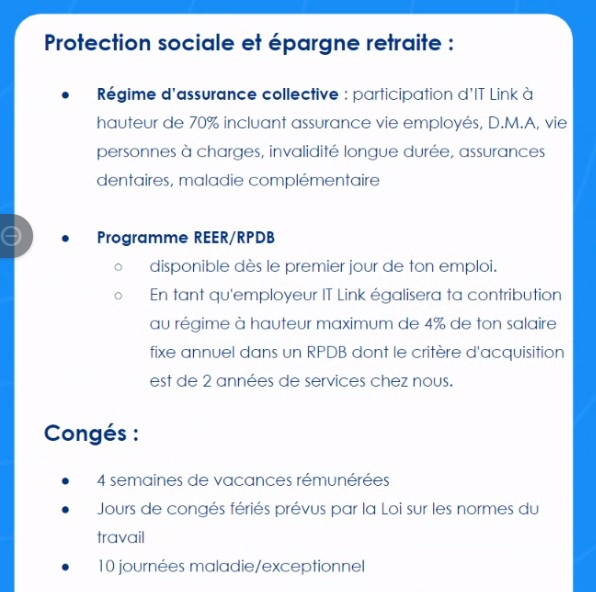 Protection sociale et épargne retraite :
● Régime d'assurance collective : participation d'IT Link à
hauteur de 70% incluant assurance vie employés, D.M.A, vie
personnes à charges, invalidité longue durée, assurances
dentaires, maladie complémentaire
● Programme REER/RPDB
○ disponible dès le premier jour de ton emploi.
○ En tant qu'employeur IT Link égalisera ta contribution
au régime à hauteur maximum de 4% de ton salaire
fixe annuel dans un RPDB dont le critère d'acquisition
est de 2 années de services chez nous.
Congés :
● 4 semaines de vacances rémunérées
● Jours de congés fériés prévus par la Loi sur les normes du
travail
● 10 journées maladie/exceptionnel